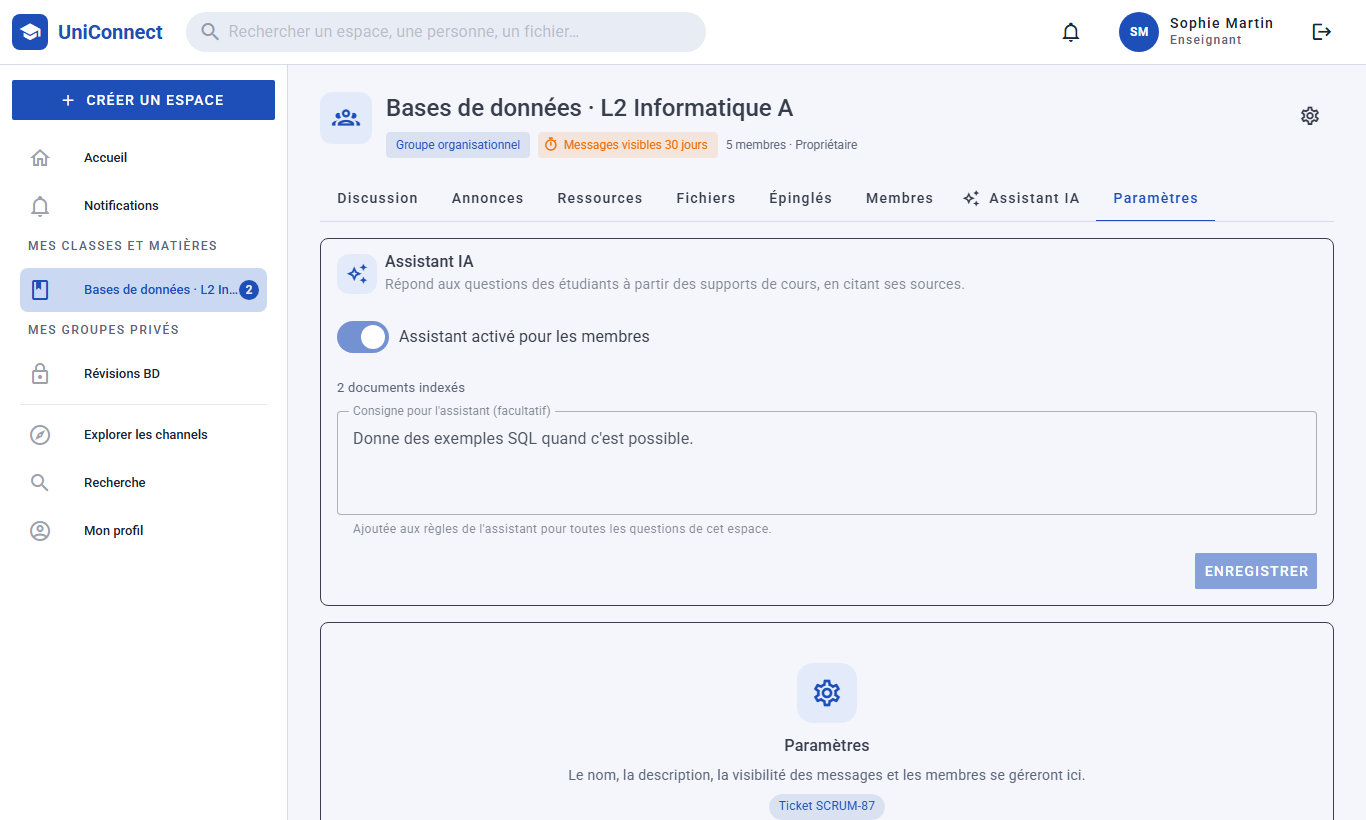 UniConnect
Rechercher un espace, une personne, un fichier...
SM
Sophie Martin
Enseignant
+ CRÉER UN ESPACE
Accueil
Notifications
MES CLASSES ET MATIÈRES
Bases de données · L2 In... 2
MES GROUPES PRIVÉS
Révisions BD
Explorer les channels
Recherche
Mon profil
Bases de données · L2 Informatique A
Groupe organisationnel Messages visibles 30 jours 5 membres · Propriétaire
Discussion Annonces Ressources Fichiers Épinglés Membres Assistant IA Paramètres
Assistant IA
Répond aux questions des étudiants à partir des supports de cours, en citant ses sources.
Assistant activé pour les membres
2 documents indexés
Consigne pour l'assistant (facultatif)
Donne des exemples SQL quand c'est possible.
Ajoutée aux règles de l'assistant pour toutes les questions de cet espace.
ENREGISTRER
Paramètres
Le nom, la description, la visibilité des messages et les membres se géreront ici.
Ticket SCRUM-87